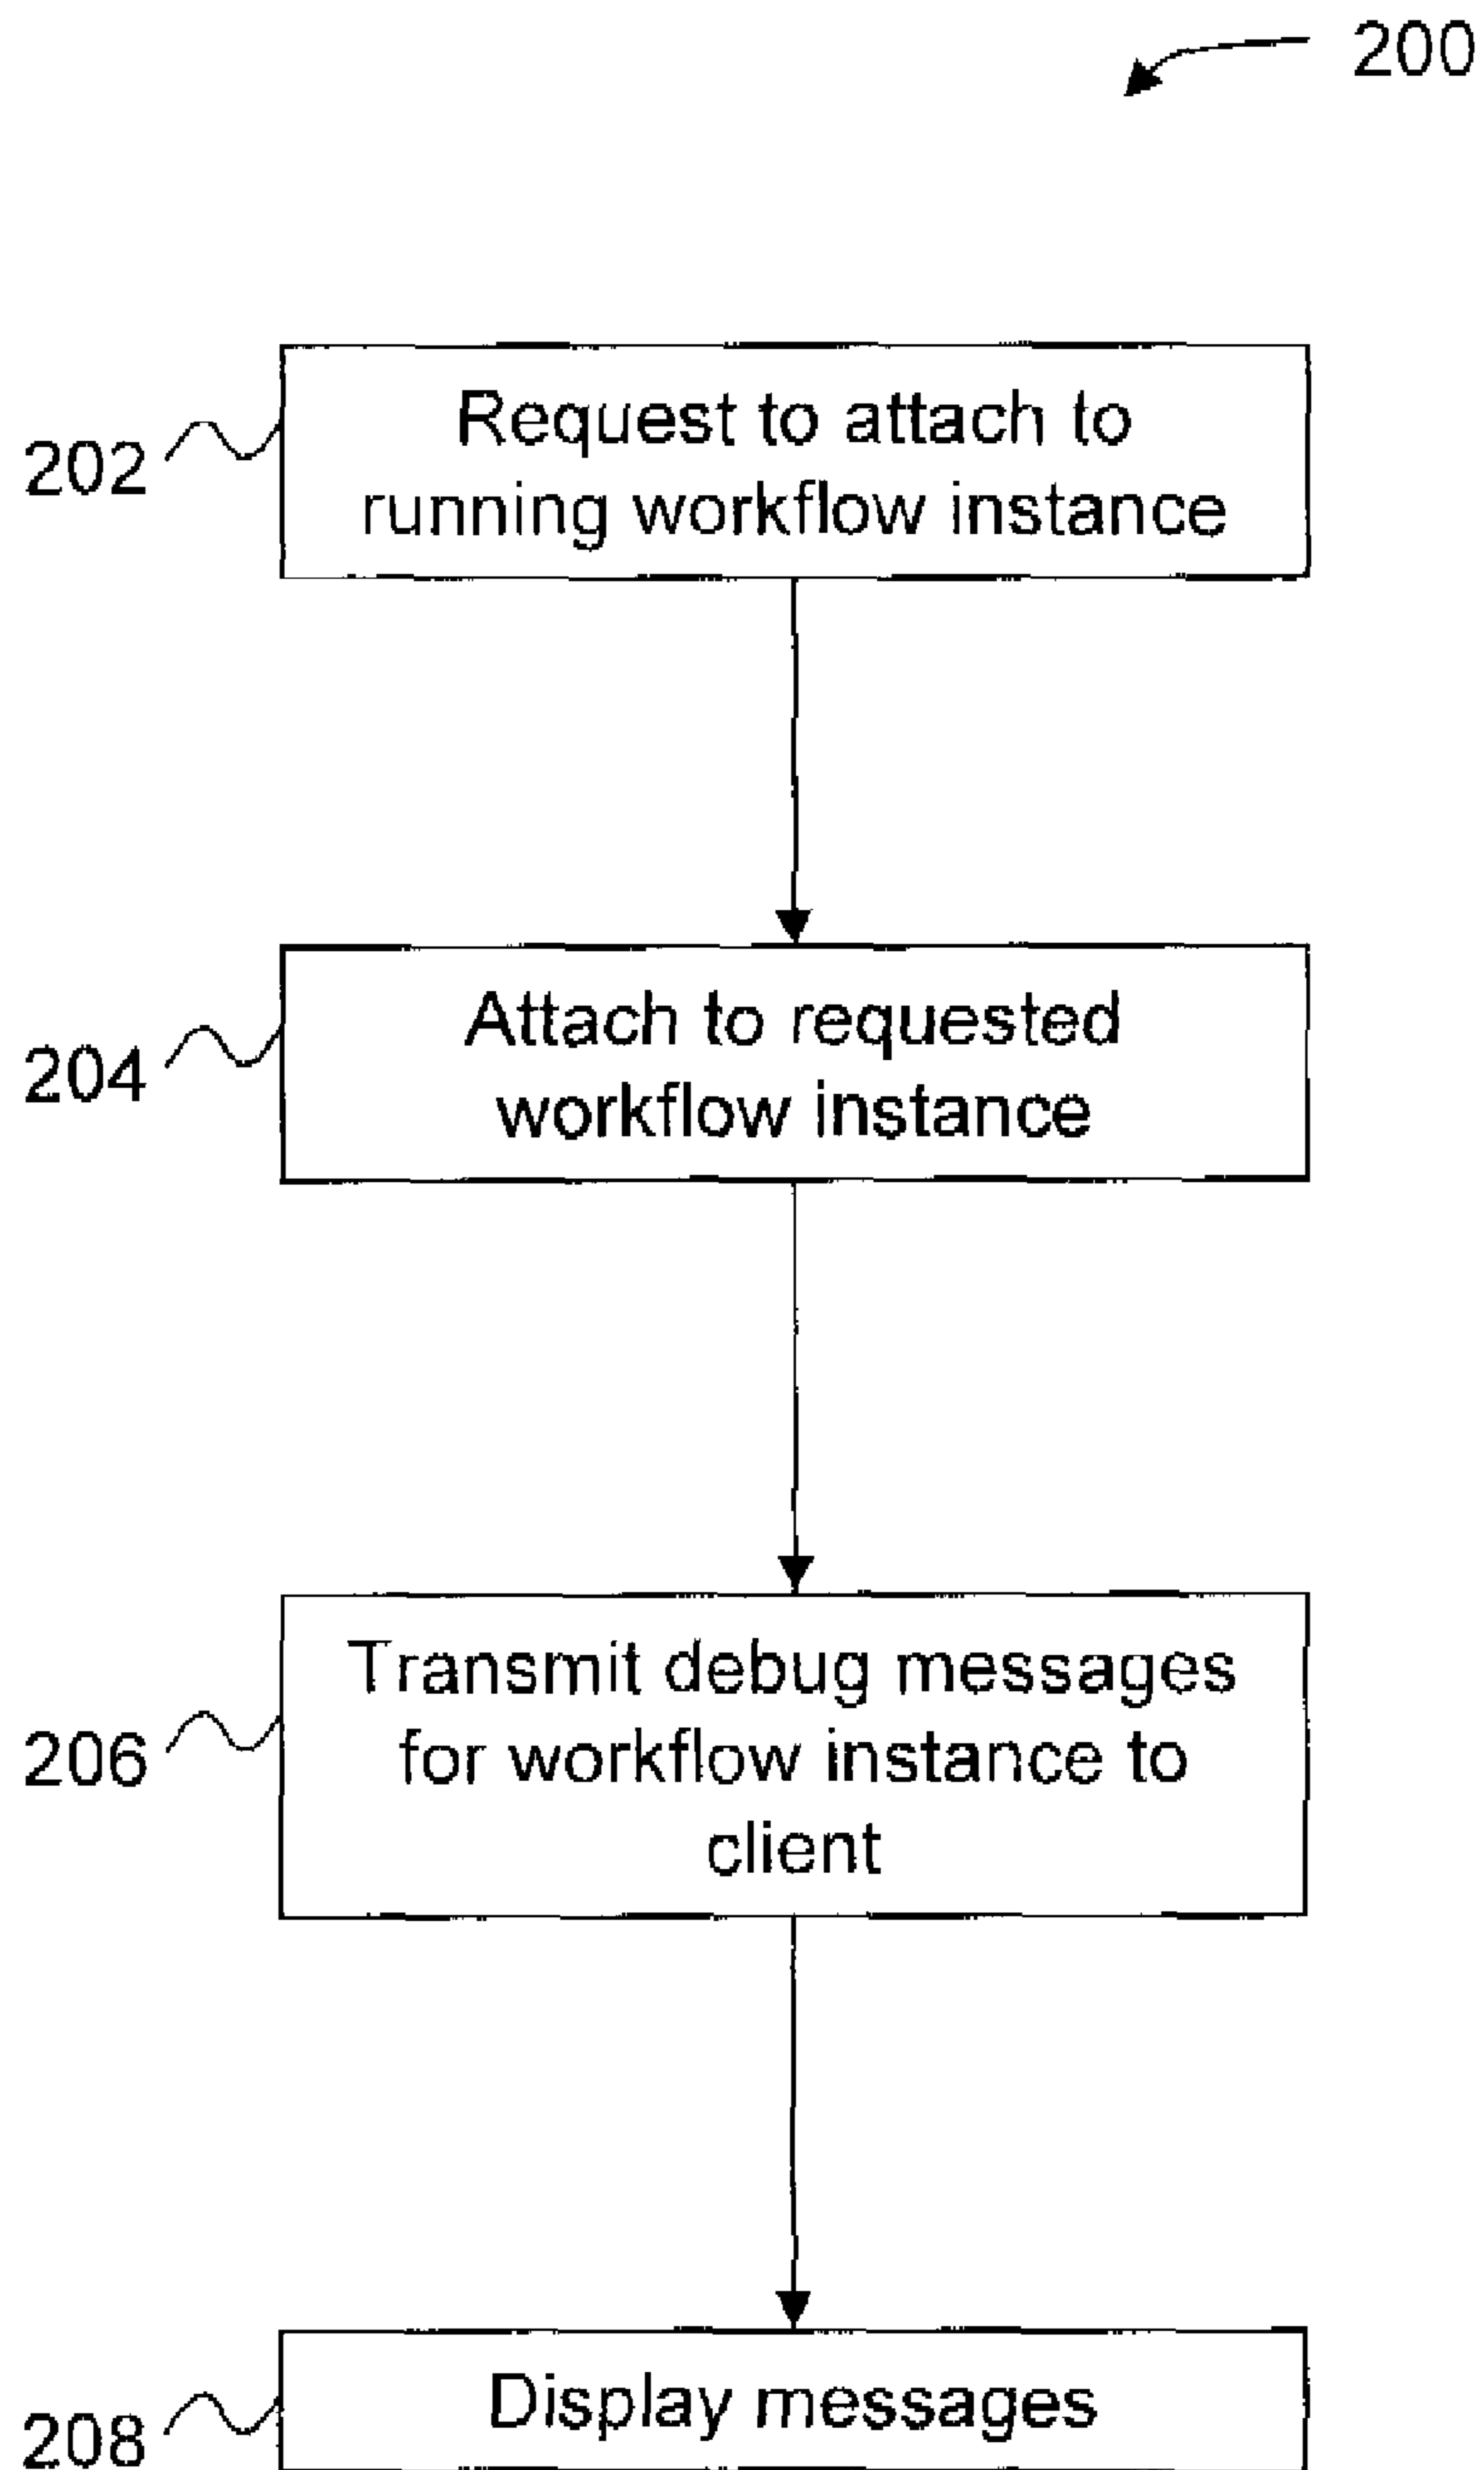 200
202
Request to attach to
running workflow instance
204
Attach to requested
workflow instance
206
Transmit debug messages
for workflow instance to
client
208
Display messages